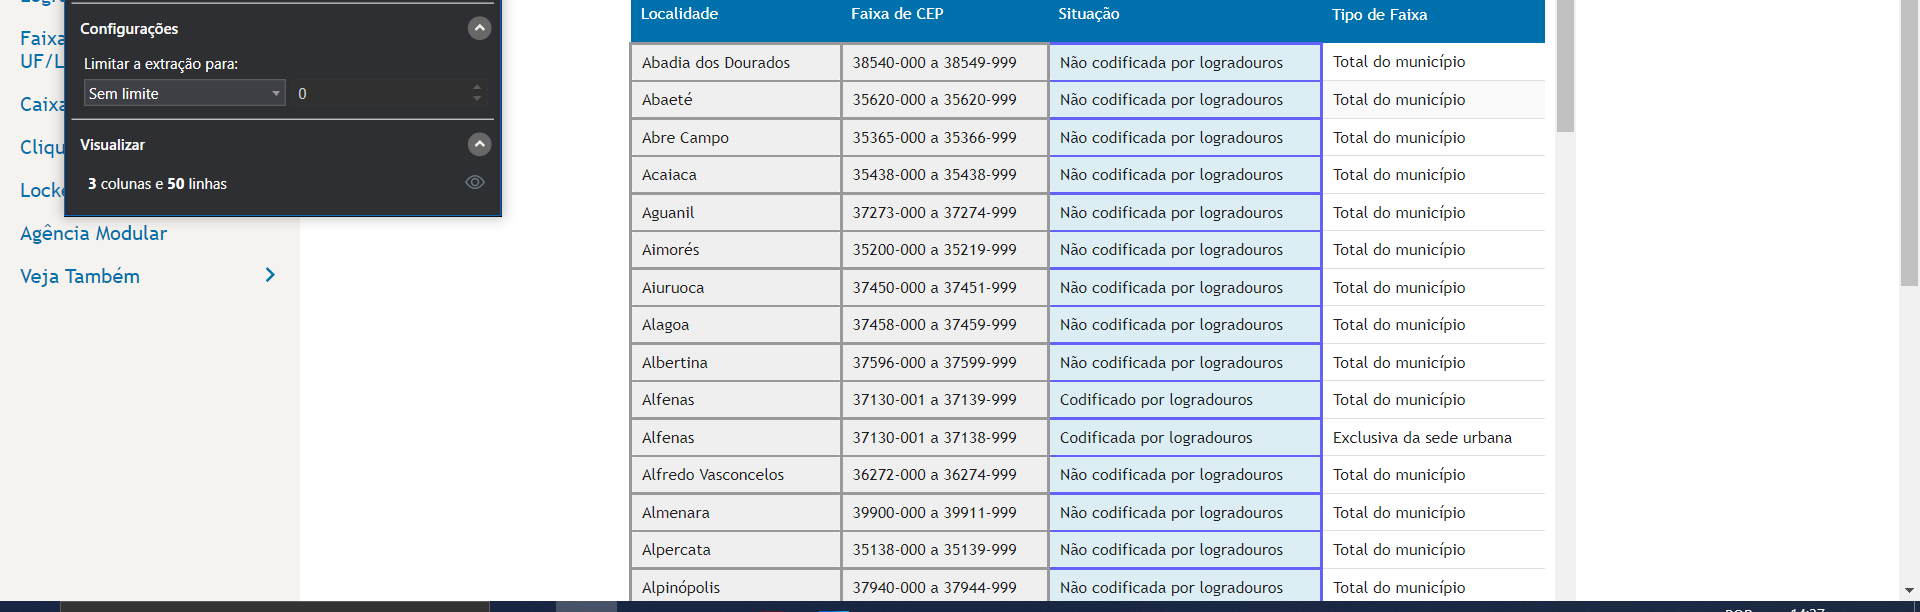 Faixa
UF/L
Caixa
Cliqu
Locke
Agência Modular
Veja Também
Configurações
Limitar a extração para:
Sem limite 0
Visualizar
3 colunas e 50 linhas
Localidade Faixa de CEP Situação Tipo de Faixa
Abadia dos Dourados 38540-000 a 38549-999 Não codificada por logradouros Total do município
Abaeté 35620-000 a 35620-999 Não codificada por logradouros Total do município
Abre Campo 35365-000 a 35366-999 Não codificada por logradouros Total do município
Acaiaca 35438-000 a 35438-999 Não codificada por logradouros Total do município
Aguanil 37273-000 a 37274-999 Não codificada por logradouros Total do município
Aimorés 35200-000 a 35219-999 Não codificada por logradouros Total do município
Aiuruoca 37450-000 a 37451-999 Não codificada por logradouros Total do município
Alagoa 37458-000 a 37459-999 Não codificada por logradouros Total do município
Albertina 37596-000 a 37599-999 Não codificada por logradouros Total do município
Alfenas 37130-001 a 37139-999 Codificado por logradouros Total do município
Alfenas 37130-001 a 37138-999 Codificada por logradouros Exclusiva da sede urbana
Alfredo Vasconcelos 36272-000 a 36274-999 Não codificada por logradouros Total do município
Almenara 39900-000 a 39911-999 Não codificada por logradouros Total do município
Alpercata 35138-000 a 35139-999 Não codificada por logradouros Total do município
Alpinópolis 37940-000 a 37944-999 Não codificada por logradouros Total do município